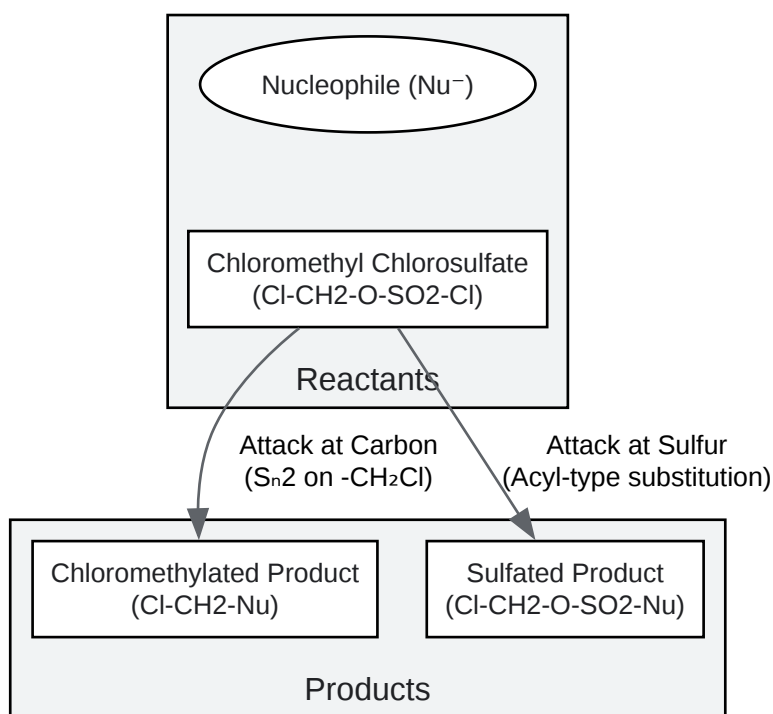 Nucleophile (Nu⁻)
Chloromethyl Chlorosulfate
(Cl-CH2-O-SO2-Cl)
Reactants
Attack at Carbon
(Sₙ2 on -CH₂Cl)
Attack at Sulfur
(Acyl-type substitution)
Chloromethylated Product
(Cl-CH2-Nu)
Sulfated Product
(Cl-CH2-O-SO2-Nu)
Products